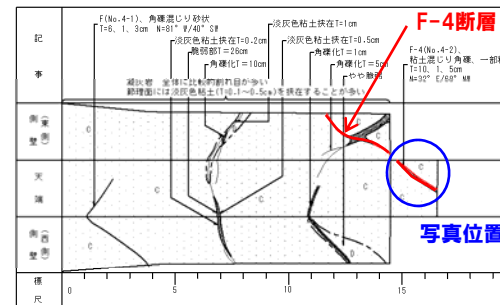 F-4断層
記事
F(No.4-1)、角礫混じり砂状
T=6、1、3cm N=81° W/40° SW
淡灰色粘土挟在T=1cm
淡灰色粘土挟在T=0.2cm
脆弱部T=26cm
角礫化T=10cm
淡灰色粘土挟在T=0.5cm
角礫化T=1cm
角礫化T=5cm
やや脆弱
F-4(No.4-2)、
粘土混じり角礫、一部
T=10、1、5cm
N=32° E/68° NW
凝灰岩 全体に比較的割れ目が多い
節理面には淡灰色粘土(T=0.1~0.5cm)を挟在することが多い
側壁(東側)
C
C
C
C
天端
C
C
C
側壁(西側)
C
C
D
C
写真位置
標尺
0
5
10
15